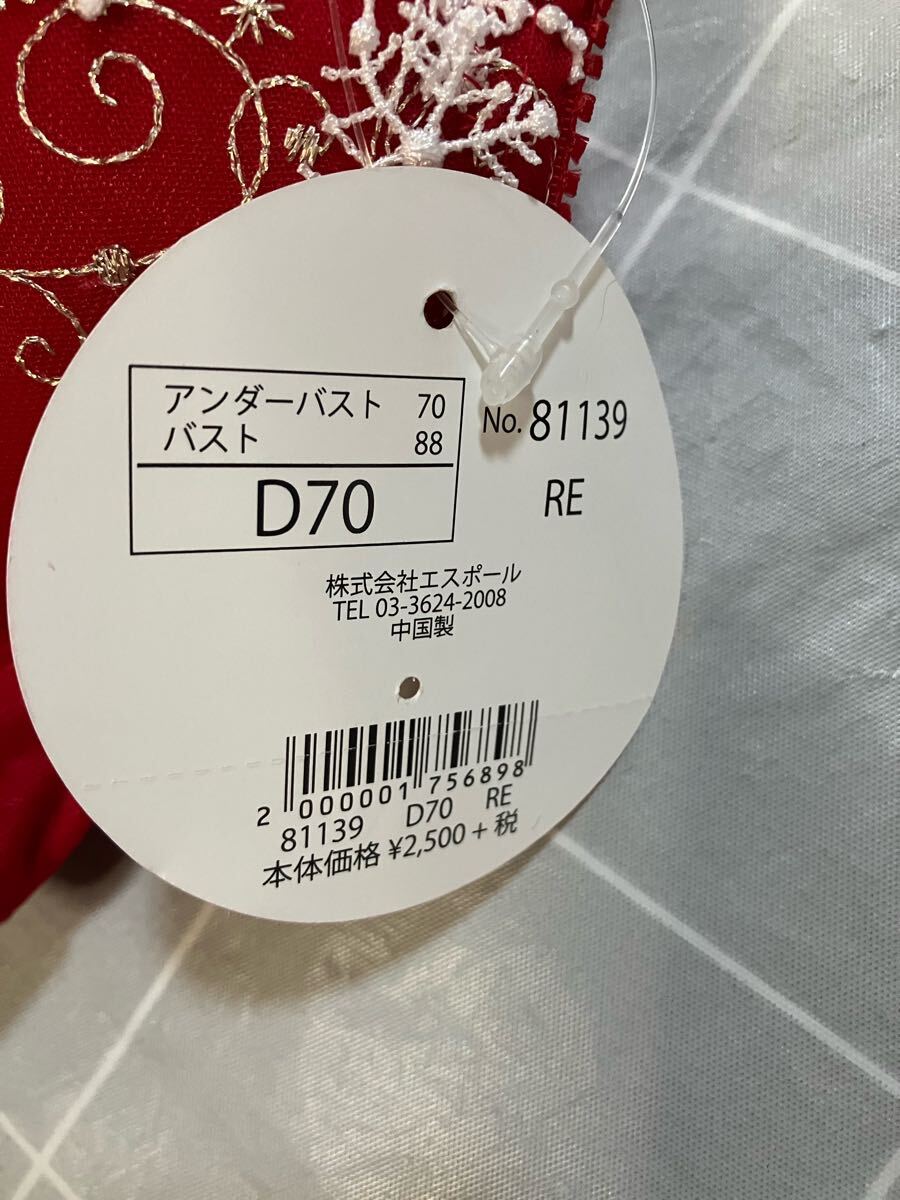 アンダーバスト 70
バスト 88
D70
No. 81139
RE
株式会社エスポール
TEL 03-3624-2008
中国製
2 000001 756898
81139 D70 RE
本体価格 ¥2,500 + 税